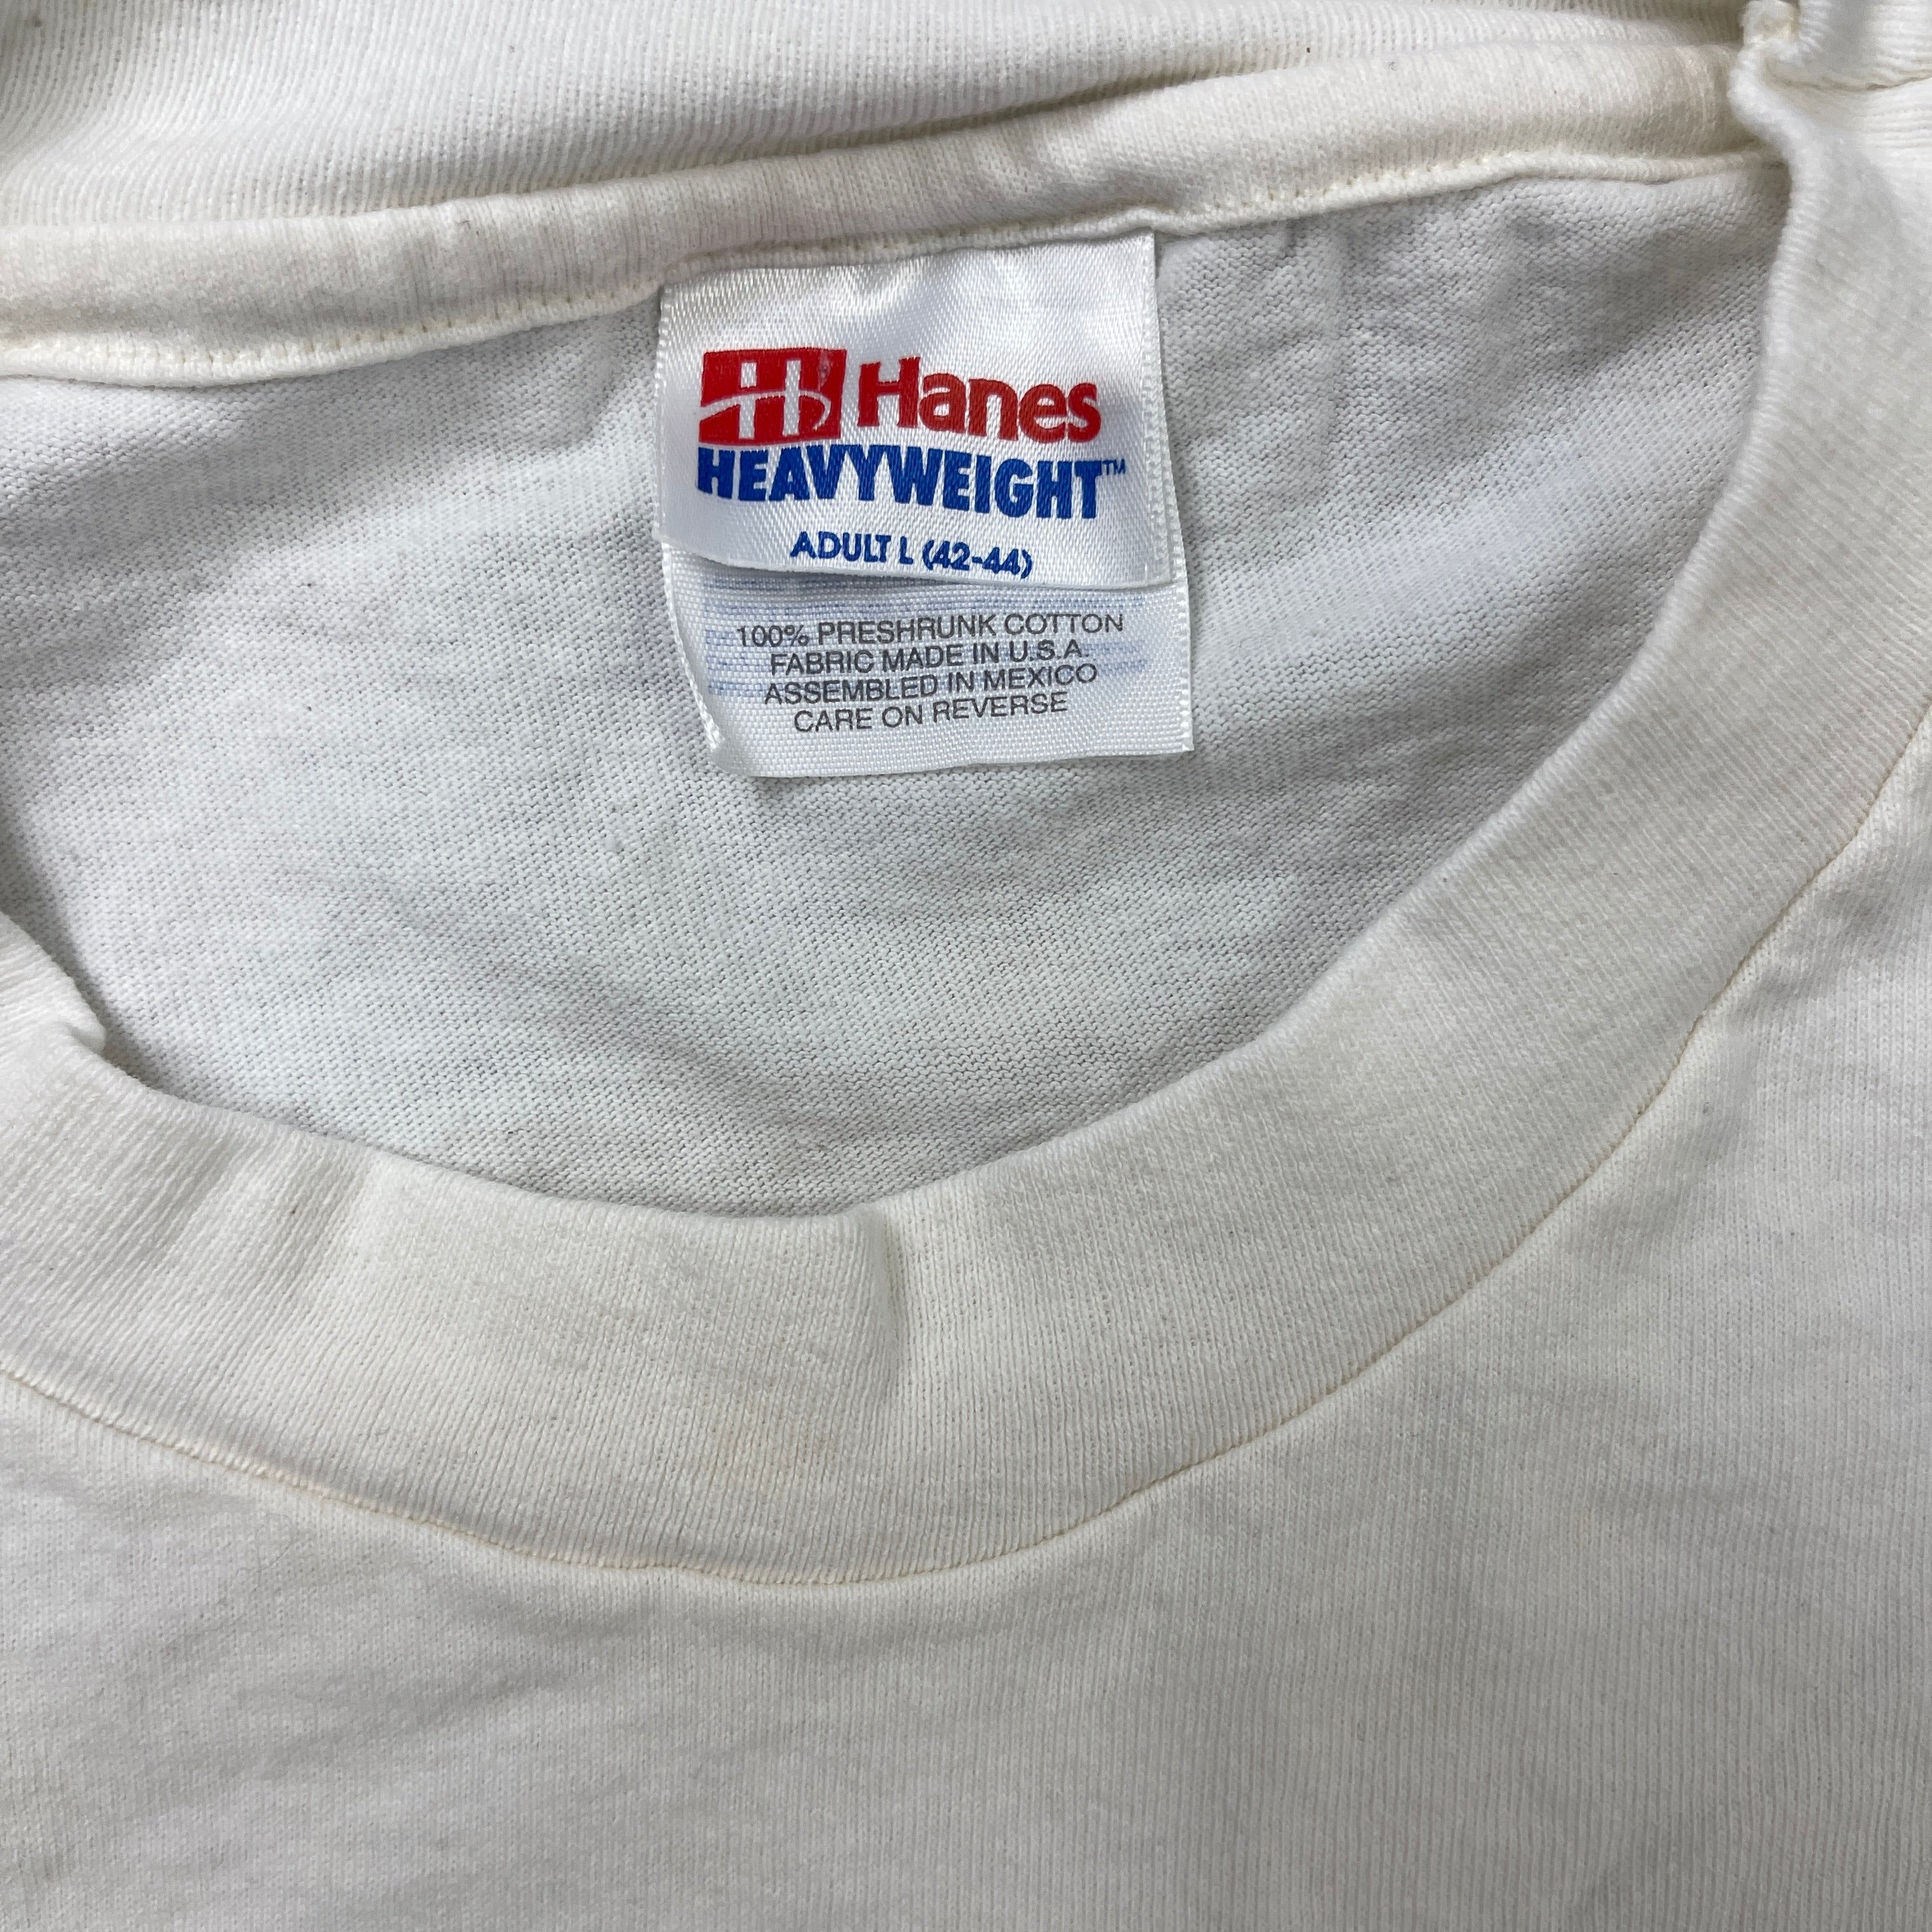 Hanes
HEAVYWEIGHT™
ADULT L (42-44)
100% PRESHRUNK COTTON
FABRIC MADE IN U.S.A.
ASSEMBLED IN MEXICO
CARE ON REVERSE